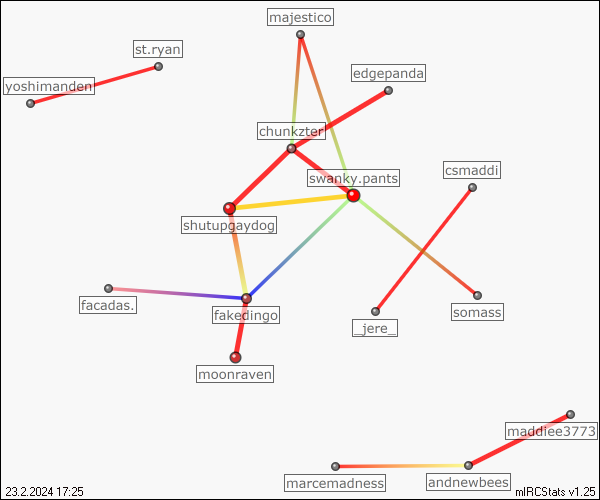 majestico
st.ryan
edgepanda
yoshimanden
chunkzter
csmaddi
swanky.pants
shutupgaydog
facadas.
fakedingo
_jere_
somass
moonraven
maddiee3773
marcemadness
andnewbees
23.2.2024 17:25
mIRCStats v1.25